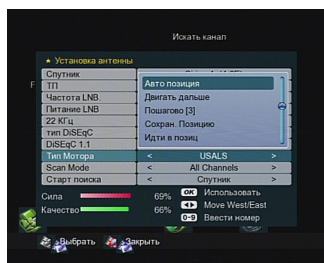 Искать канал
★ Установка антенны
Спутник
F
ТП
Авто позиция
Частота LNB.
Двигать дальше
Питание LNB
Пошагово [3]
22 КГц
Сохран. Позицию
тип DiSEqC
Идти в позиц
DiSEqC 1.1
Тип Мотора < USALS >
Scan Mode < All Channels >
Старт поиска < Спутник >
Сила 69% OK Использовать
Move West/East
Качество 66% 0-9 Ввести номер
Выбрать Закрыть